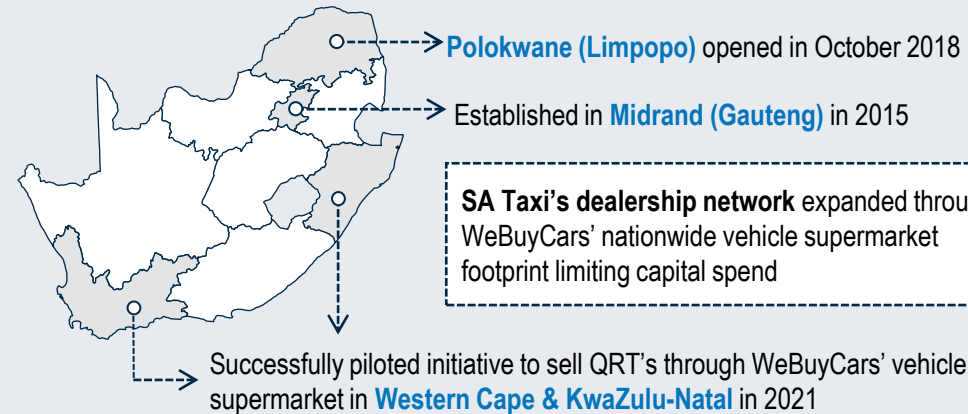 Polokwane (Limpopo) opened in October 2018
Established in Midrand (Gauteng) in 2015
SA Taxi's dealership network expanded
WeBuyCars' nationwide vehicle supermarket
footprint limiting capital spend
Successfully piloted initiative to sell QRT's through WeBuyCars' vehicle
supermarket in Western Cape & KwaZulu-Natal in 2021